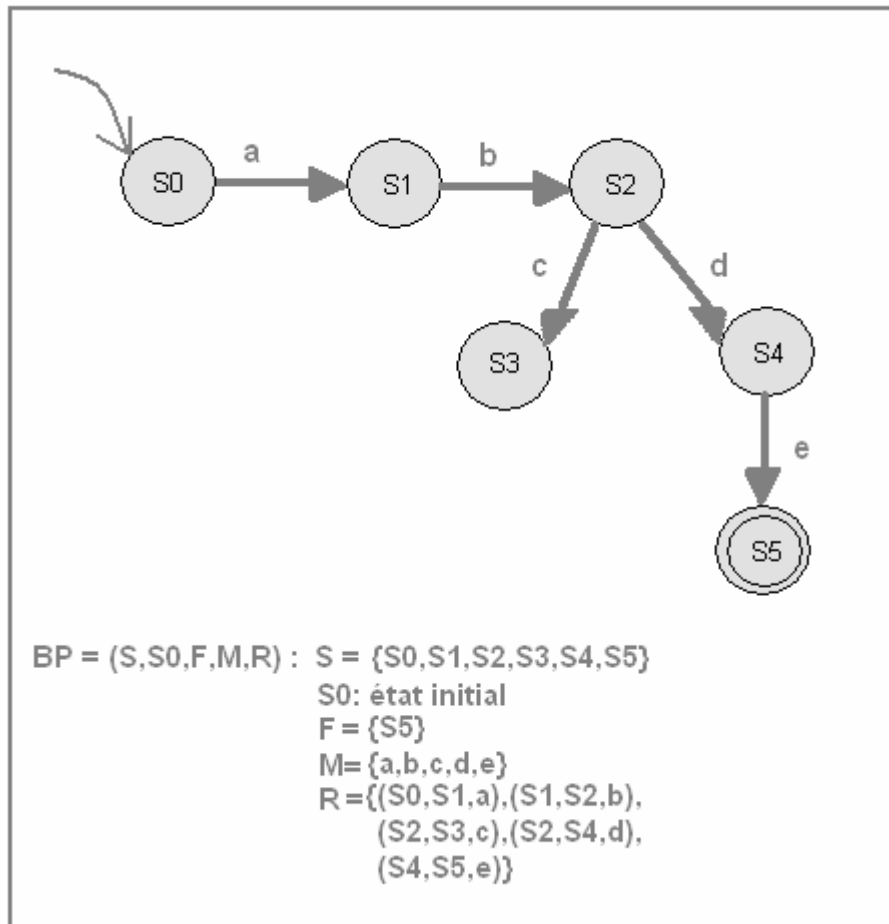 a
b
S0
S1
S2
c
d
S3
S4
e
S5
BP = (S,S0,F,M,R) : S = {S0,S1,S2,S3,S4,S5}
S0: état initial
F = {S5}
M= {a,b,c,d,e}
R ={(S0,S1,a),(S1,S2,b),
(S2,S3,c),(S2,S4,d),
(S4,S5,e)}